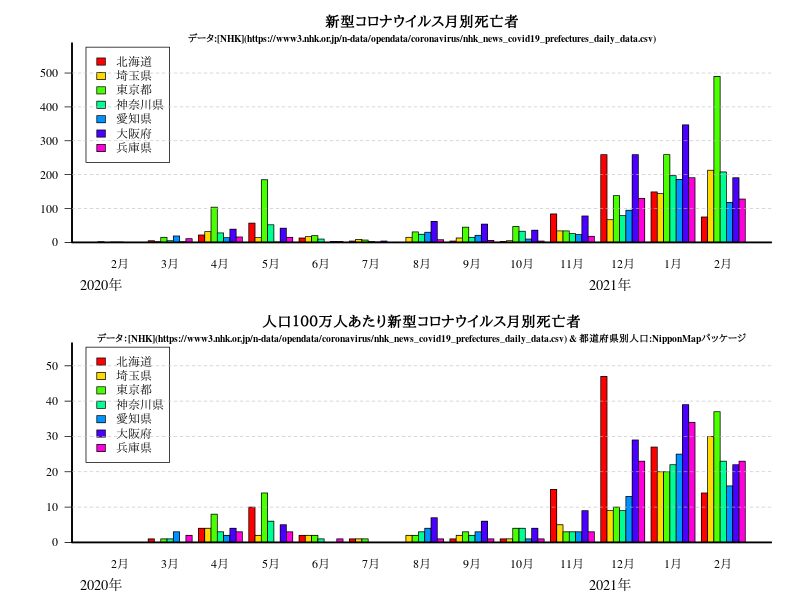 新型コロナウイルス月別死亡者
データ:[NHK](https://www3.nhk.or.jp/n-data/opendata/coronavirus/nhk_news_covid19_prefectures_daily_data.csv)
北海道
埼玉県
東京都
神奈川県
愛知県
大阪府
兵庫県
500
400
300
200
100
0
2月 3月 4月 5月 6月 7月 8月 9月 10月 11月 12月 1月 2月
2020年 2021年
人口100万人あたり新型コロナウイルス月別死亡者
データ:[NHK](https://www3.nhk.or.jp/n-data/opendata/coronavirus/nhk_news_covid19_prefectures_daily_data.csv) & 都道府県別人口:NipponMapパッケージ
北海道
埼玉県
東京都
神奈川県
愛知県
大阪府
兵庫県
50
40
30
20
10
0
2月 3月 4月 5月 6月 7月 8月 9月 10月 11月 12月 1月 2月
2020年 2021年